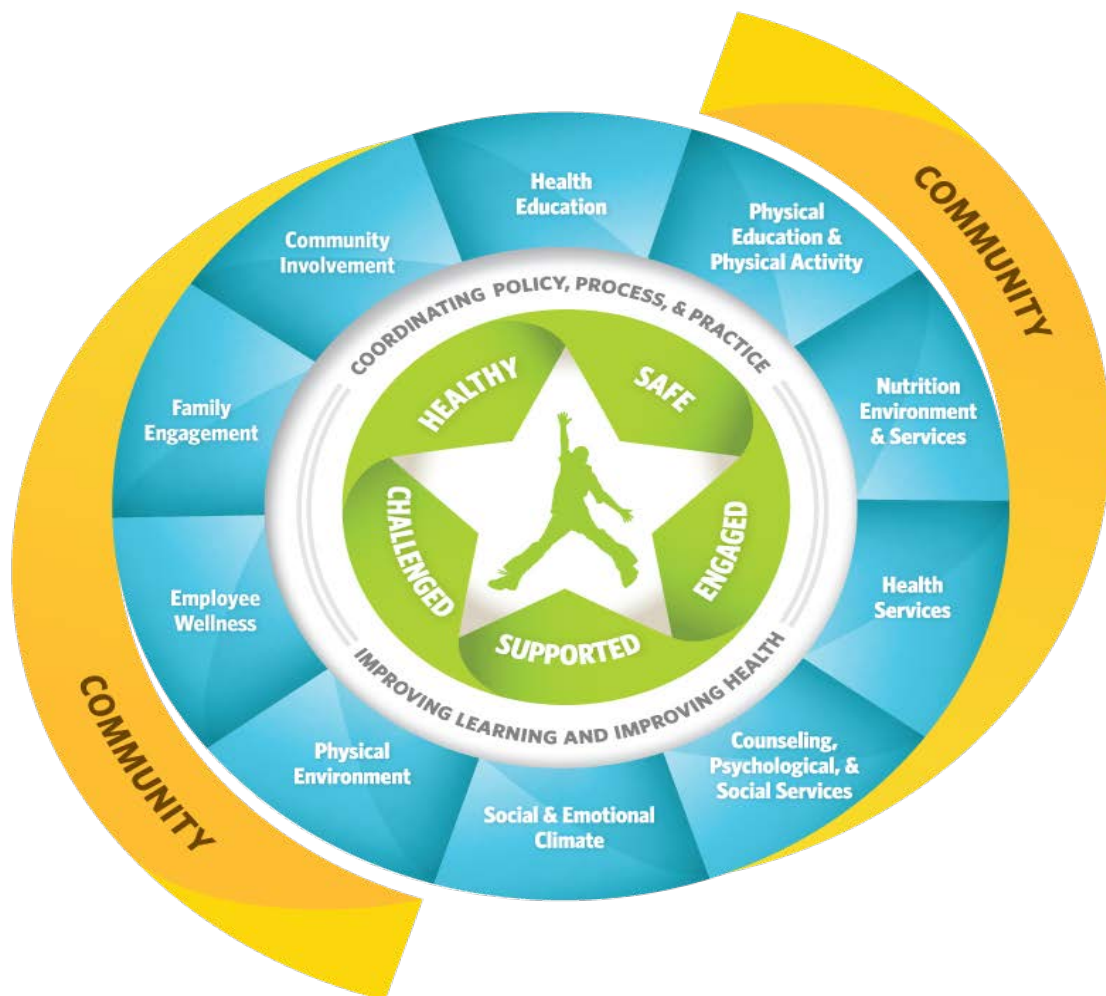 COMMUNITY
Health
Education
Physical
Education &
Physical Activity
Nutrition
Environment
& Services
Health
Services
Counseling,
Psychological, &
Social Services
Social & Emotional
Climate
Physical
Environment
Employee
Wellness
Family
Engagement
Community
Involvement
COORDINATING POLICY, PROCESS, & PRACTICE
IMPROVING LEARNING AND IMPROVING HEALTH
HEALTHY
SAFE
ENGAGED
SUPPORTED
CHALLENGED
COMMUNITY